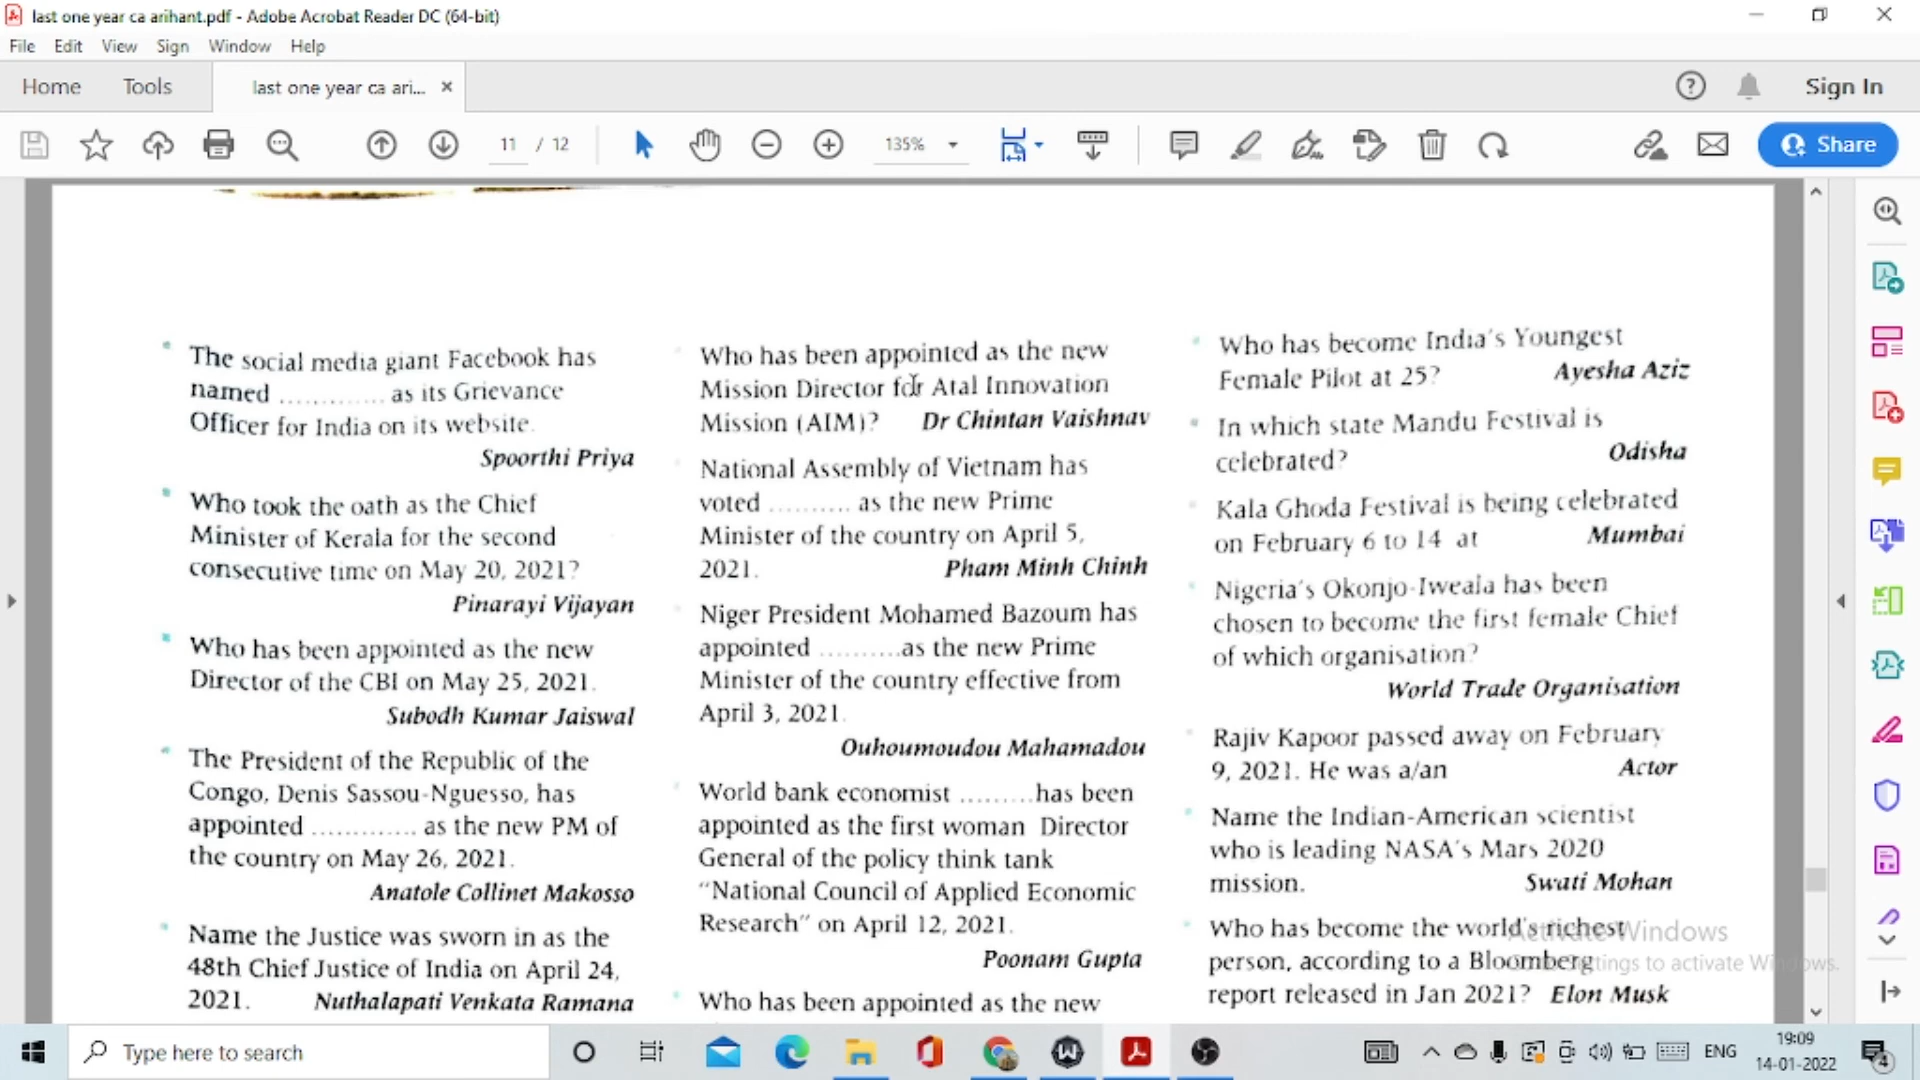 last one year ca arihant.pdf - Adobe Acrobat Reader DC (64-bit)
File Edit View Sign Window Help
Home Tools last one year ca ari... × Sign In
11 / 12 135% Share
The social media giant Facebook has
named ............. as its Grievance
Officer for India on its website.
Spoorthi Priya
Who took the oath as the Chief
Minister of Kerala for the second
consecutive time on May 20, 2021?
Pinarayi Vijayan
Who has been appointed as the new
Director of the CBI on May 25, 2021.
Subodh Kumar Jaiswal
The President of the Republic of the
Congo, Denis Sassou-Nguesso, has
appointed ............. as the new PM of
the country on May 26, 2021.
Anatole Collinet Makosso
Name the Justice was sworn in as the
48th Chief Justice of India on April 24,
2021. Nuthalapati Venkata Ramana
Who has been appointed as the new
Mission Director for Atal Innovation
Mission (AIM)? Dr Chintan Vaishnav
National Assembly of Vietnam has
voted .......... as the new Prime
Minister of the country on April 5,
2021. Pham Minh Chinh
Niger President Mohamed Bazoum has
appointed ..........as the new Prime
Minister of the country effective from
April 3, 2021.
Ouhoumoudou Mahamadou
World bank economist .........has been
appointed as the first woman Director
General of the policy think tank
"National Council of Applied Economic
Research" on April 12, 2021.
Poonam Gupta
Who has been appointed as the new
Who has become India's Youngest
Female Pilot at 25? Ayesha Aziz
In which state Mandu Festival is
celebrated? Odisha
Kala Ghoda Festival is being celebrated
on February 6 to 14 at Mumbai
Nigeria's Okonjo-Iweala has been
chosen to become the first female Chief
of which organisation?
World Trade Organisation
Rajiv Kapoor passed away on February
9, 2021. He was a/an Actor
Name the Indian-American scientist
who is leading NASA's Mars 2020
mission. Swati Mohan
Who has become the world's richest
person, according to a Bloomberg
report released in Jan 2021? Elon Musk
Activate Windows
Go to Settings to activate Windows.
Type here to search
ENG
19:09
14-01-2022
4